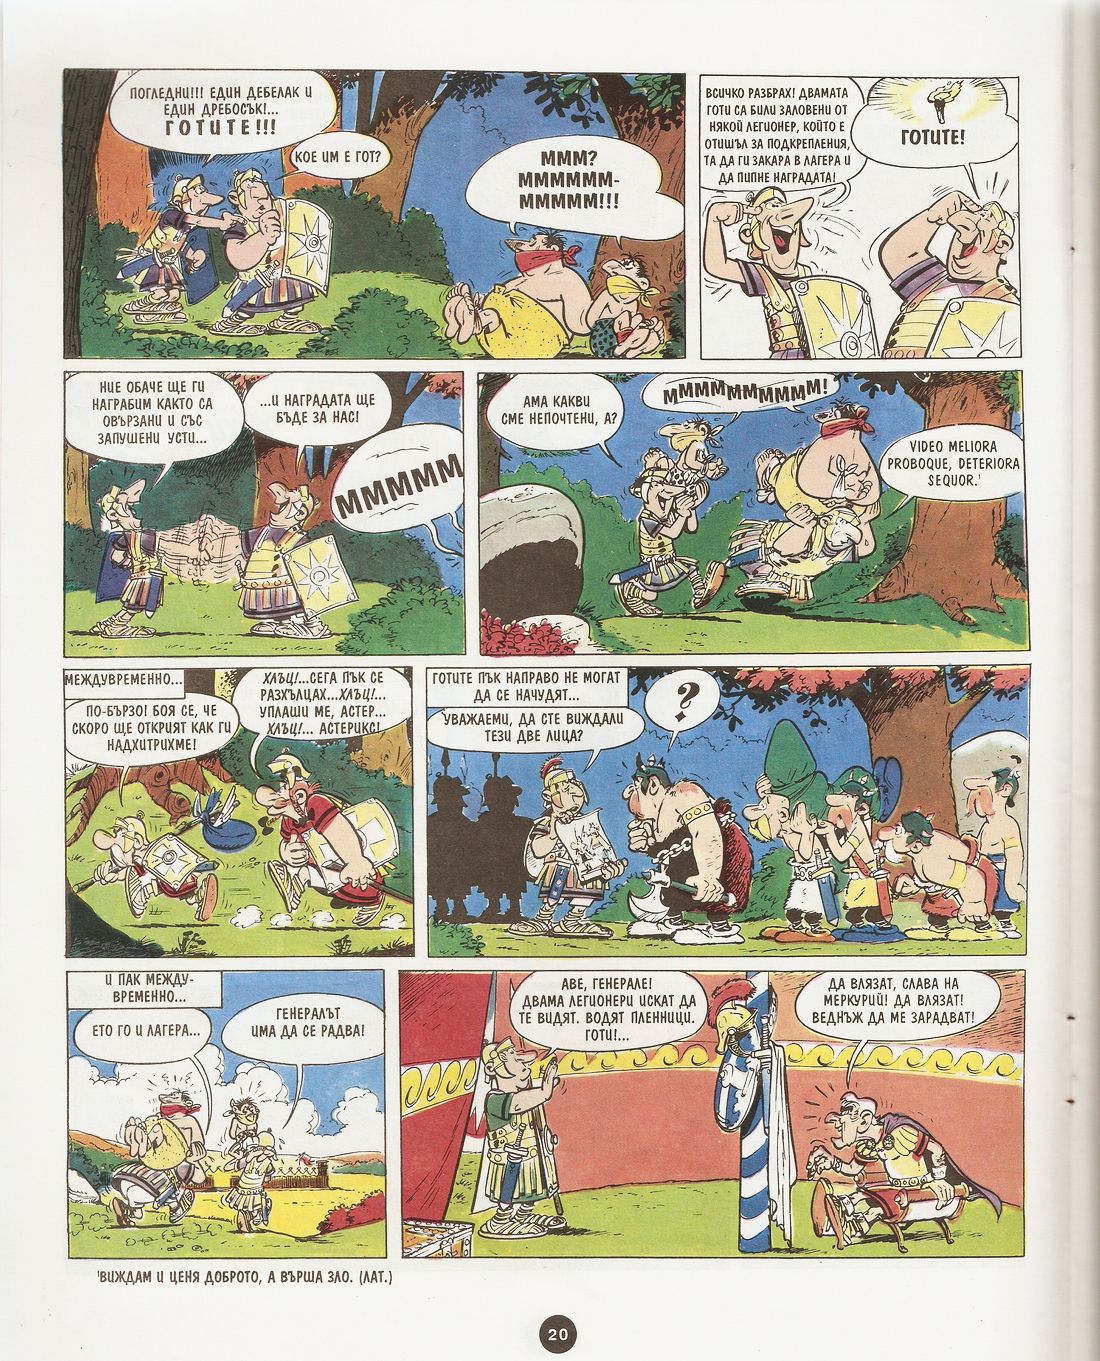 ПОГЛЕДНИ!!! ЕДИН ДЕБЕЛАК И
ЕДИН ДРЕБОСЪК!...
ГОТИТЕ!!!
КОЕ ИМ Е ГОТ?
МММ?
МММММММ-
МММММ!!!
ВСИЧКО РАЗБРАХ! ДВАМАТА
ГОТИ СА БИЛИ ЗАЛОВЕНИ ОТ
НЯКОЙ ЛЕГИОНЕР, КОЙТО Е
ОТИШЪЛ ЗА ПОДКРЕПЛЕНИЯ,
ТА ДА ГИ ЗАКАРА В ЛАГЕРА И
ДА ПИПНЕ НАГРАДАТА!
ГОТИТЕ!
НИЕ ОБАЧЕ ЩЕ ГИ
НАГРАБИМ КАКТО СА
ОВЪРЗАНИ И СЪС
ЗАПУШЕНИ УСТИ...
...И НАГРАДАТА ЩЕ
БЪДЕ ЗА НАС!
МММММ
АМА КАКВИ
СМЕ НЕПОЧТЕНИ, А?
МММММММММ!
VIDEO MELIORA
PROBOQUE, DETERIORA
SEQUOR.'
МЕЖДУВРЕМЕННО...
ПО-БЪРЗО! БОЯ СЕ, ЧЕ
СКОРО ЩЕ ОТКРИЯТ КАК ГИ
НАДХИТРИХМЕ!
ХЛЪЦ!...СЕГА ПЪК СЕ
РАЗХЪЛЦАХ...ХЛЪЦ!...
УПЛАШИ МЕ, АСТЕР...
ХЛЪЦ!... АСТЕРИКС!
ГОТИТЕ ПЪК НАПРАВО НЕ МОГАТ
ДА СЕ НАЧУДЯТ...
УВАЖАЕМИ, ДА СТЕ ВИЖДАЛИ
ТЕЗИ ДВЕ ЛИЦА?
?
И ПАК МЕЖДУ-
ВРЕМЕННО...
ЕТО ГО И ЛАГЕРА...
ГЕНЕРАЛЪТ
ИМА ДА СЕ РАДВА!
АВЕ, ГЕНЕРАЛЕ!
ДВАМА ЛЕГИОНЕРИ ИСКАТ ДА
ТЕ ВИДЯТ. ВОДЯТ ПЛЕННИЦИ.
ГОТИ!...
ДА ВЛЯЗАТ, СЛАВА НА
МЕРКУРИЙ! ДА ВЛЯЗАТ!
ВЕДНЪЖ ДА МЕ ЗАРАДВАТ!
'ВИЖДАМ И ЦЕНЯ ДОБРОТО, А ВЪРША ЗЛО. (ЛАТ.)
20